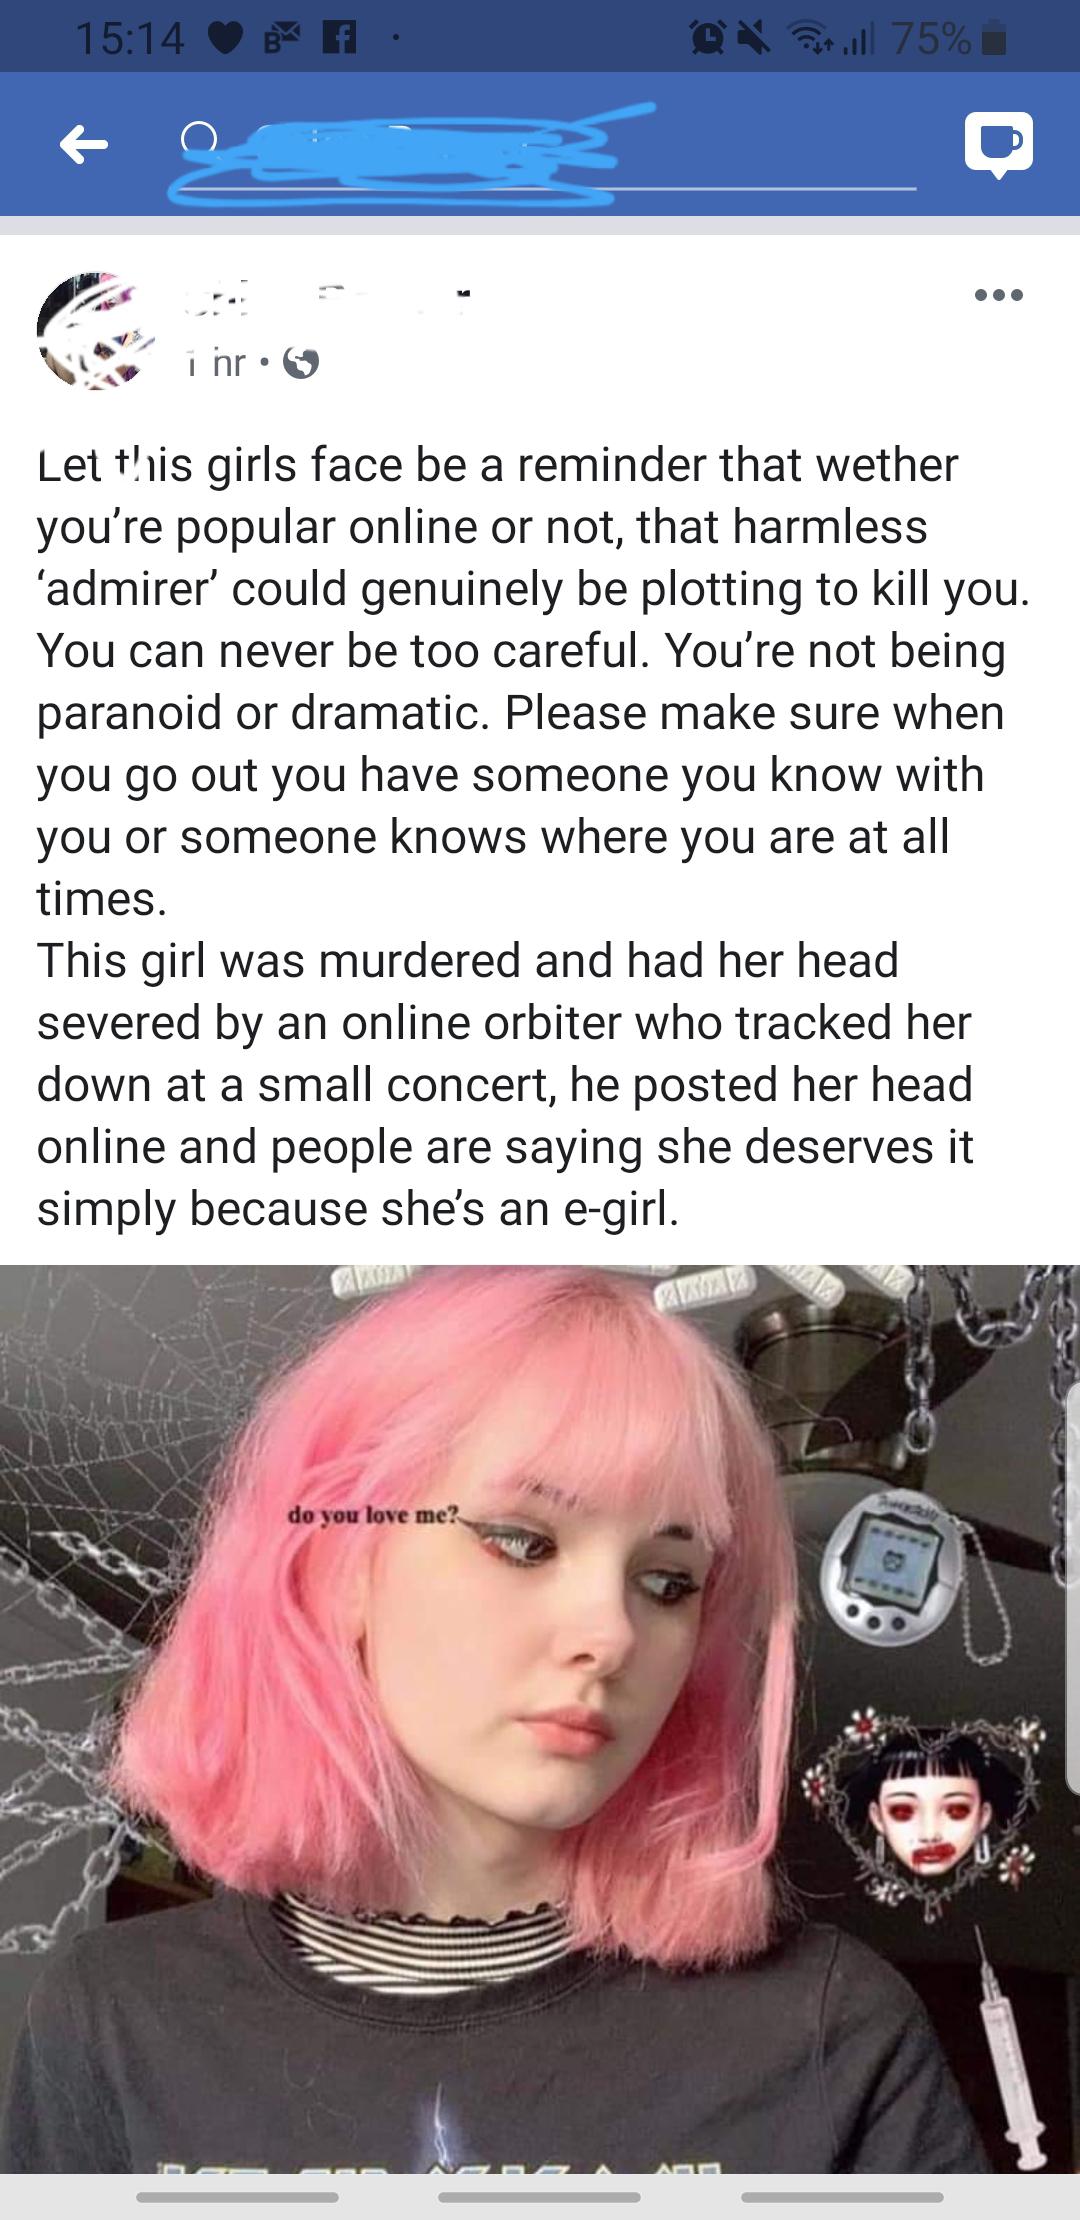 15:14 75%
1 hr
Let this girls face be a reminder that wether
you’re popular online or not, that harmless
‘admirer’ could genuinely be plotting to kill you.
You can never be too careful. You’re not being
paranoid or dramatic. Please make sure when
you go out you have someone you know with
you or someone knows where you are at all
times.
This girl was murdered and had her head
severed by an online orbiter who tracked her
down at a small concert, he posted her head
online and people are saying she deserves it
simply because she’s an e-girl.
XANAX
do you love me?